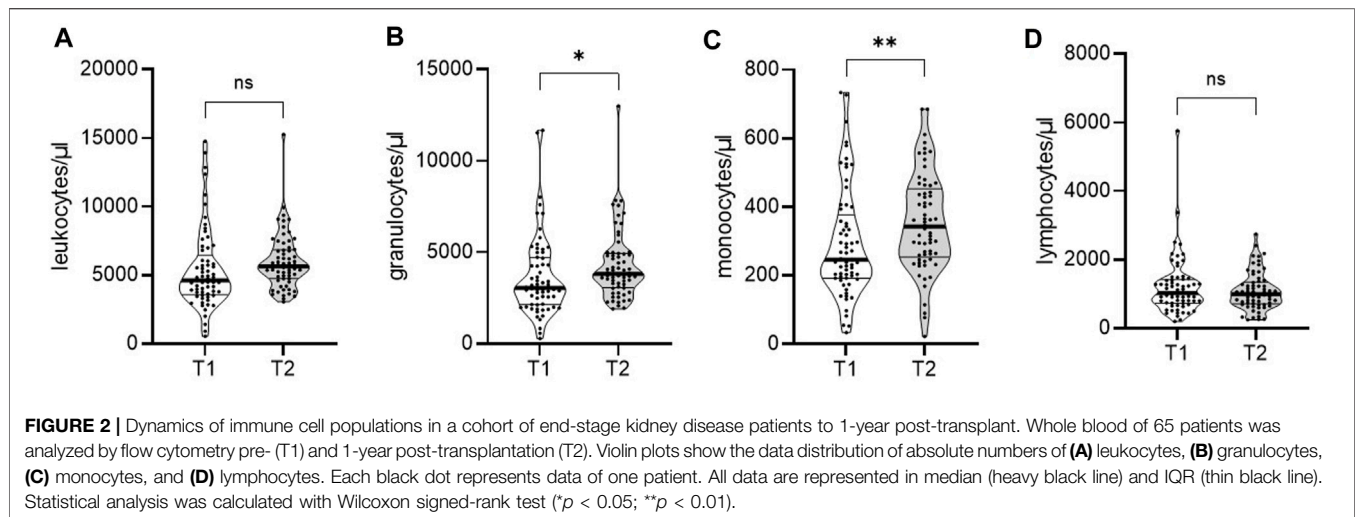 A
B
C
D
20000
15000
10000
5000
0
leukocytes/µl
ns
T1
T2
15000
10000
5000
0
granulocytes/µl
*
T1
T2
800
600
400
200
0
monoocytes/µl
**
T1
T2
8000
6000
4000
2000
0
lymphocytes/µl
ns
T1
T2
FIGURE 2 | Dynamics of immune cell populations in a cohort of end-stage kidney disease patients to 1-year post-transplant. Whole blood of 65 patients was
analyzed by flow cytometry pre- (T1) and 1-year post-transplantation (T2). Violin plots show the data distribution of absolute numbers of (A) leukocytes, (B) granulocytes,
(C) monocytes, and (D) lymphocytes. Each black dot represents data of one patient. All data are represented in median (heavy black line) and IQR (thin black line).
Statistical analysis was calculated with Wilcoxon signed-rank test (*p < 0.05; **p < 0.01).